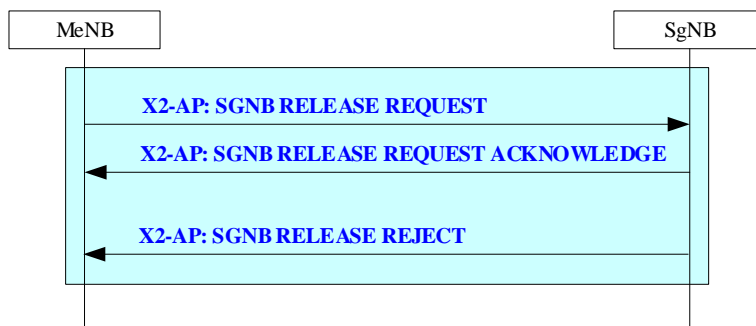 MeNB
SgNB
X2-AP: SGNB RELEASE REQUEST
X2-AP: SGNB RELEASE REQUEST ACKNOWLEDGE
X2-AP: SGNB RELEASE REJECT